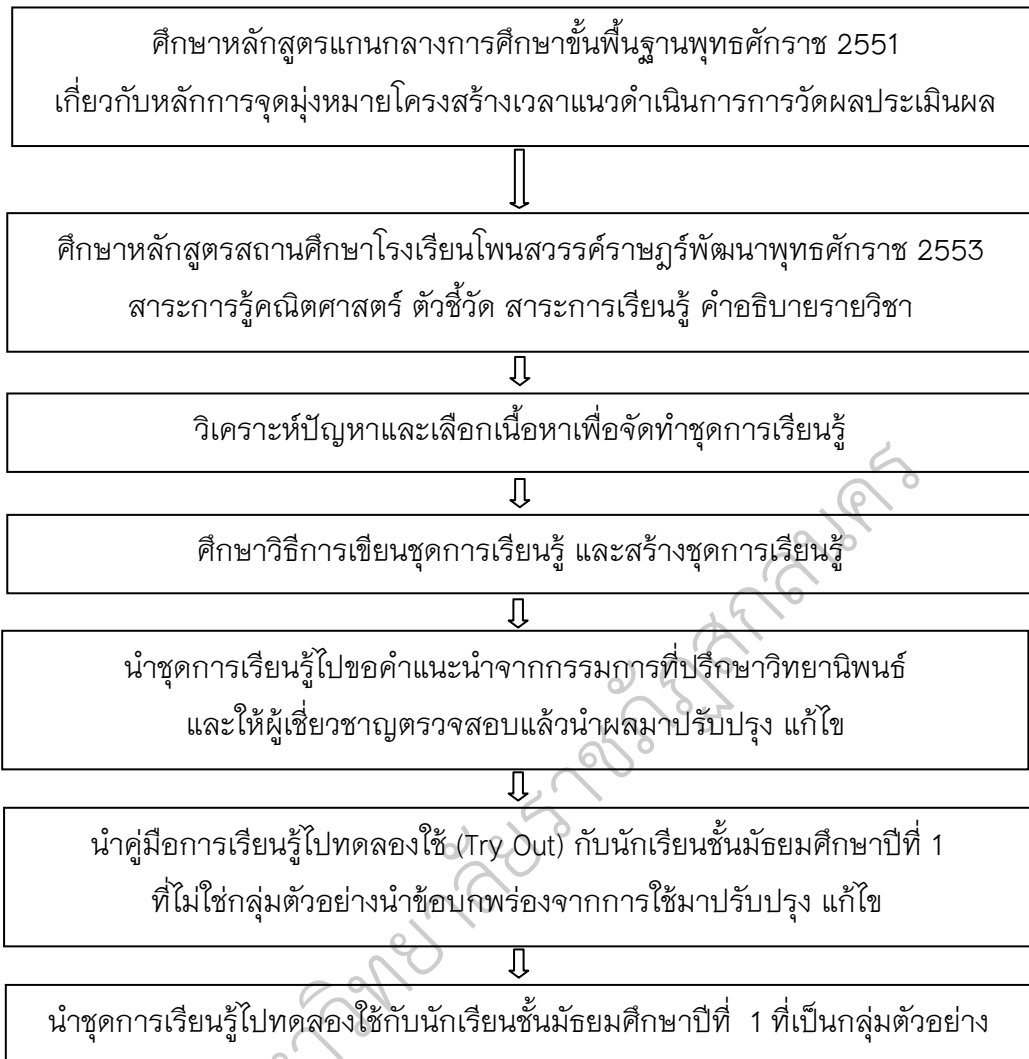 ศึกษาหลักสูตรแกนกลางการศึกษาขั้นพื้นฐานพุทธศักราช 2551
เกี่ยวกับหลักการจุดมุ่งหมายโครงสร้างเวลาแนวดำเนินการการวัดผลประเมินผล
ศึกษาหลักสูตรสถานศึกษาโรงเรียนโพนสวรรค์ราษฎร์พัฒนาพุทธศักราช 2553
สาระการรู้คณิตศาสตร์ ตัวชี้วัด สาระการเรียนรู้ คำอธิบายรายวิชา
วิเคราะห์ปัญหาและเลือกเนื้อหาเพื่อจัดทำชุดการเรียนรู้
ศึกษาวิธีการเขียนชุดการเรียนรู้ และสร้างชุดการเรียนรู้
นำชุดการเรียนรู้ไปขอคำแนะนำจากกรรมการที่ปรึกษาวิทยานิพนธ์
และให้ผู้เชี่ยวชาญตรวจสอบแล้วนำผลมาปรับปรุง แก้ไข
นำคู่มือการเรียนรู้ไปทดลองใช้ (Try Out) กับนักเรียนชั้นมัธยมศึกษาปีที่ 1
ที่ไม่ใช่กลุ่มตัวอย่างนำข้อบกพร่องจากการใช้มาปรับปรุง แก้ไข
นำชุดการเรียนรู้ไปทดลองใช้กับนักเรียนชั้นมัธยมศึกษาปีที่ 1 ที่เป็นกลุ่มตัวอย่าง